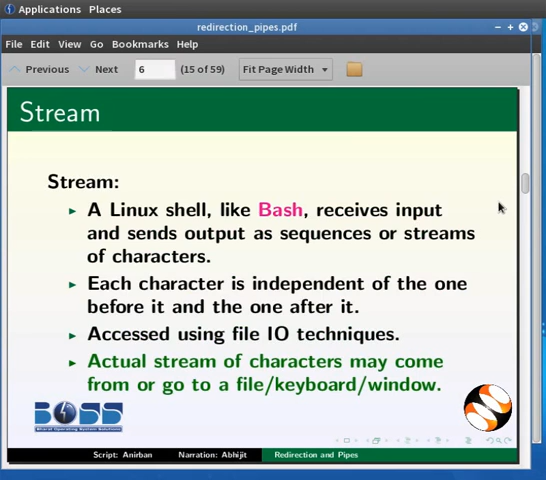 Applications Places
redirection_pipes.pdf
File Edit View Go Bookmarks Help
Previous Next 6 (15 of 59) Fit Page Width
Stream
Stream:
A Linux shell, like Bash, receives input
and sends output as sequences or streams
of characters.
Each character is independent of the one
before it and the one after it.
Accessed using file IO techniques.
Actual stream of characters may come
from or go to a file/keyboard/window.
BOSS
Bharat Operating System Solutions
Script: Anirban Narration: Abhijit Redirection and Pipes